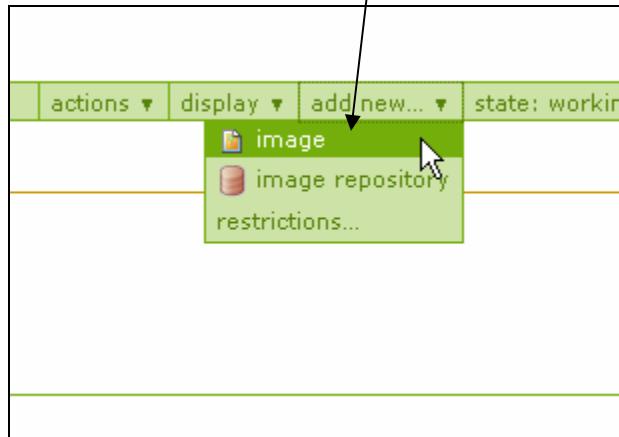 actions ▼ display ▼ add new... ▼ state: workin
image
image repository
restrictions...